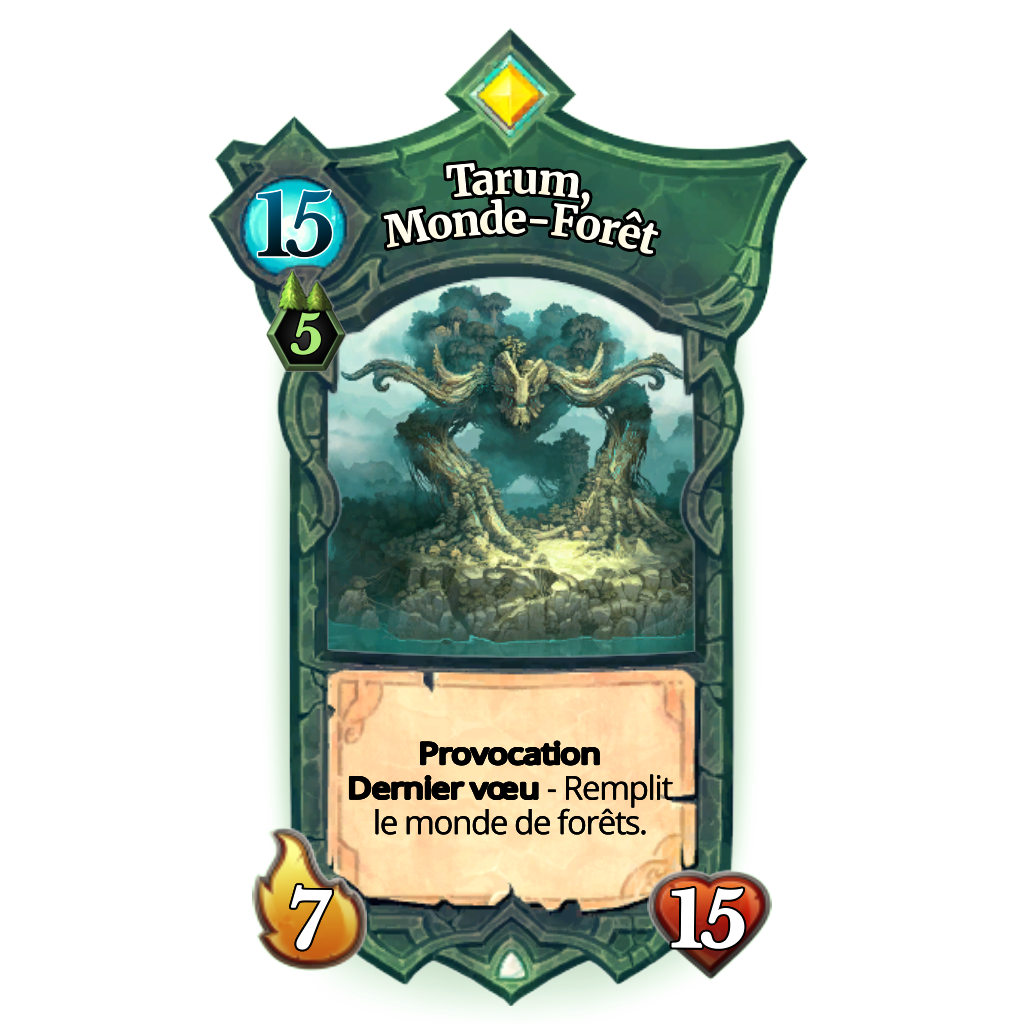 Tarum,
Monde-Forêt
15
5
Provocation
Dernier vœu - Remplit
le monde de forêts.
7
15